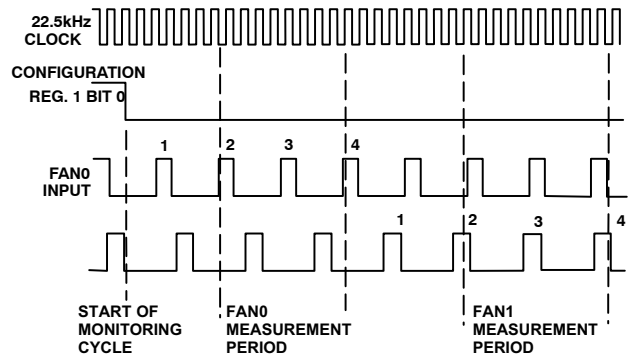 22.5kHz
CLOCK
CONFIGURATION
REG. 1 BIT 0
1 2 3 4
FAN0
INPUT
1 2 3 4
START OF
MONITORING
CYCLE
FAN0
MEASUREMENT
PERIOD
FAN1
MEASUREMENT
PERIOD